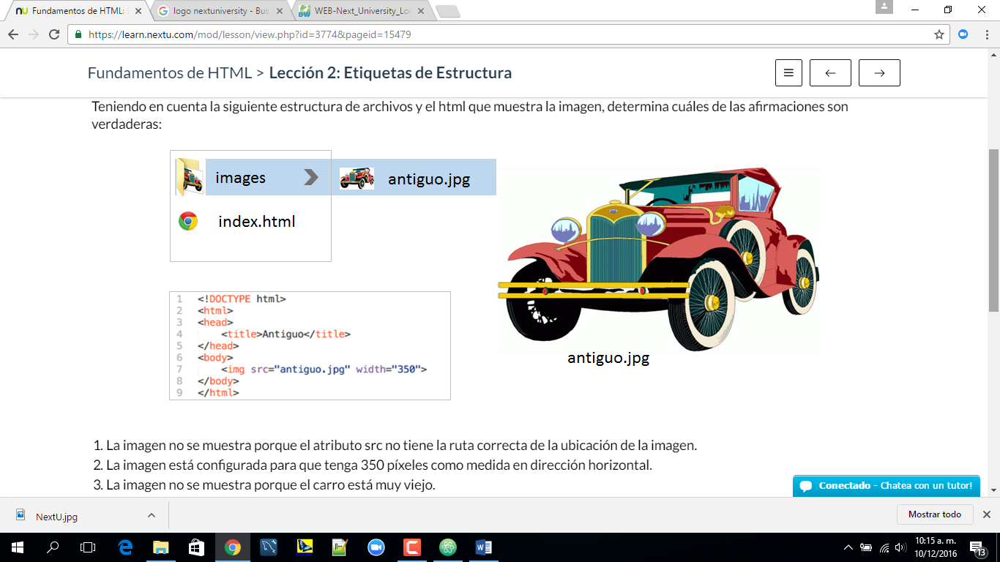 Fundamentos de HTML:
logo nextuniversity - Bus
WEB-Next_University_Lo
https://learn.nextu.com/mod/lesson/view.php?id=3774&pageid=15479
Fundamentos de HTML > Lección 2: Etiquetas de Estructura
Teniendo en cuenta la siguiente estructura de archivos y el html que muestra la imagen, determina cuáles de las afirmaciones son
verdaderas:
images
antiguo.jpg
index.html
1 <!DOCTYPE html>
2 <html>
3 <head>
4 <title>Antiguo</title>
5 </head>
6 <body>
7 <img src="antiguo.jpg" width="350">
8 </body>
9 </html>
antiguo.jpg
1. La imagen no se muestra porque el atributo src no tiene la ruta correcta de la ubicación de la imagen.
2. La imagen está configurada para que tenga 350 píxeles como medida en dirección horizontal.
3. La imagen no se muestra porque el carro está muy viejo.
Conectado - Chatea con un tutor!
NextU.jpg
Mostrar todo
10:15 a. m.
10/12/2016
13